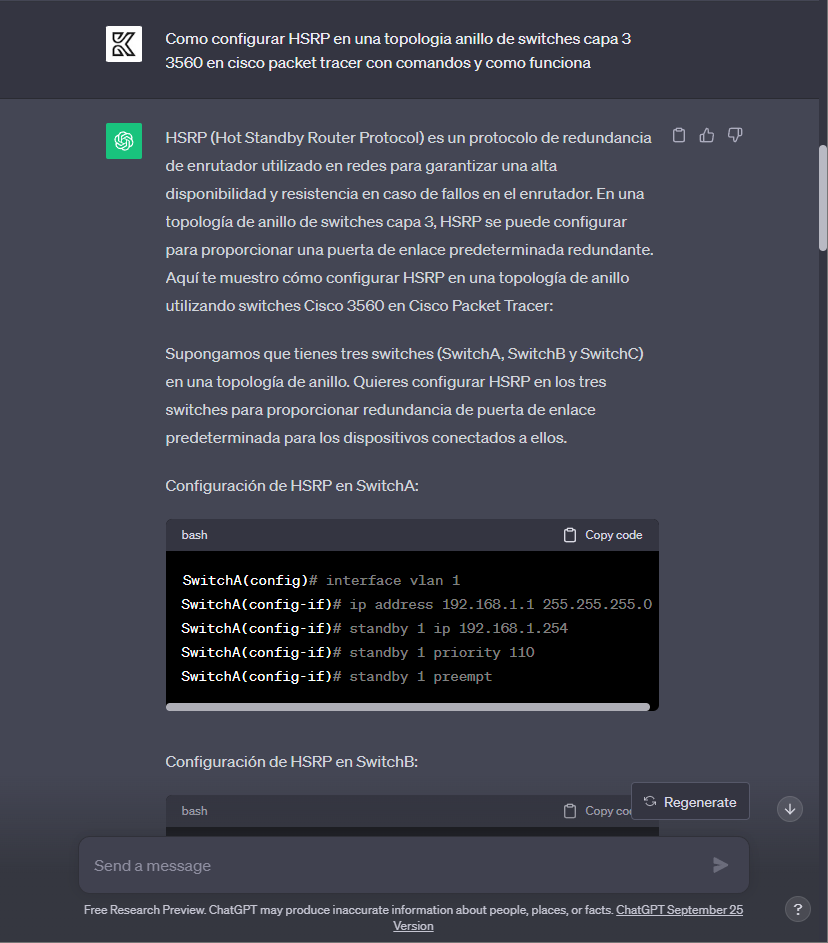 Como configurar HSRP en una topologia anillo de switches capa 3
3560 en cisco packet tracer con comandos y como funciona
HSRP (Hot Standby Router Protocol) es un protocolo de redundancia
de enrutador utilizado en redes para garantizar una alta
disponibilidad y resistencia en caso de fallos en el enrutador. En una
topología de anillo de switches capa 3, HSRP se puede configurar
para proporcionar una puerta de enlace predeterminada redundante.
Aquí te muestro cómo configurar HSRP en una topología de anillo
utilizando switches Cisco 3560 en Cisco Packet Tracer:
Supongamos que tienes tres switches (SwitchA, SwitchB y SwitchC)
en una topología de anillo. Quieres configurar HSRP en los tres
switches para proporcionar redundancia de puerta de enlace
predeterminada para los dispositivos conectados a ellos.
Configuración de HSRP en SwitchA:
bash Copy code
SwitchA(config)# interface vlan 1
SwitchA(config-if)# ip address 192.168.1.1 255.255.255.0
SwitchA(config-if)# standby 1 ip 192.168.1.254
SwitchA(config-if)# standby 1 priority 110
SwitchA(config-if)# standby 1 preempt
Configuración de HSRP en SwitchB:
bash Copy co
Regenerate
Send a message
Free Research Preview. ChatGPT may produce inaccurate information about people, places, or facts. ChatGPT September 25
Version
?